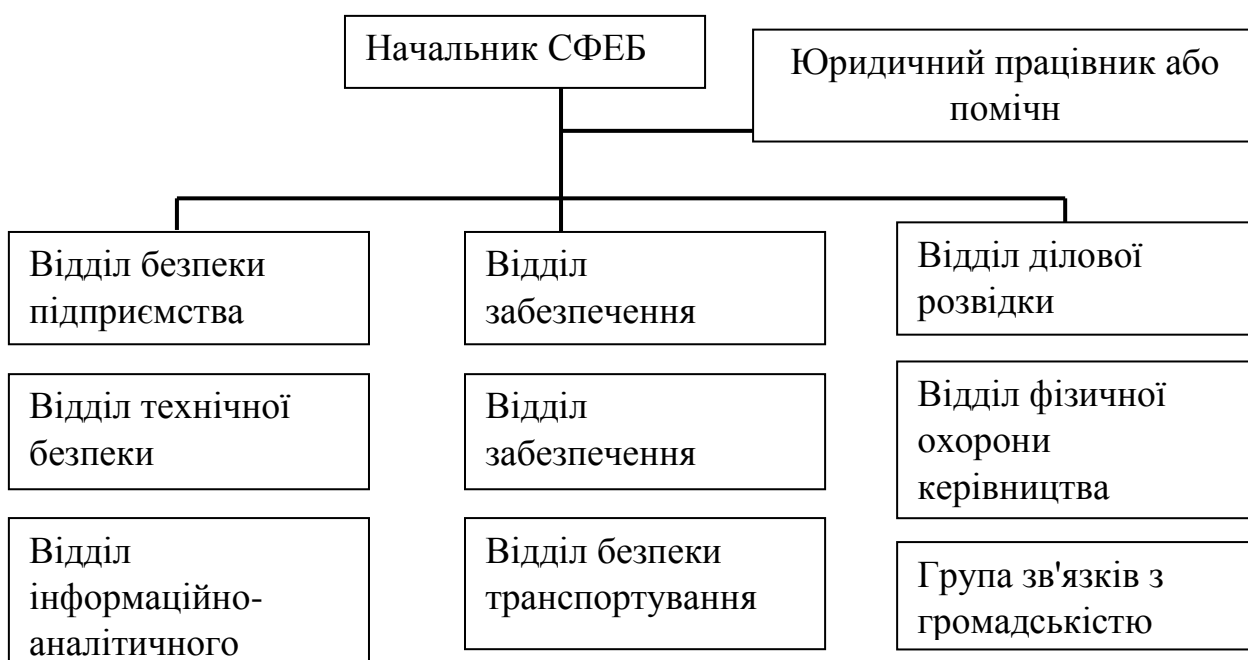 Начальник СФЕБ
Юридичний працівник або
помічн
Відділ безпеки
підприємства
Відділ
забезпечення
Відділ ділової
розвідки
Відділ технічної
безпеки
Відділ
забезпечення
Відділ фізичної
охорони
керівництва
Відділ
інформаційно-
аналітичного
Відділ безпеки
транспортування
Група зв'язків з
громадськістю